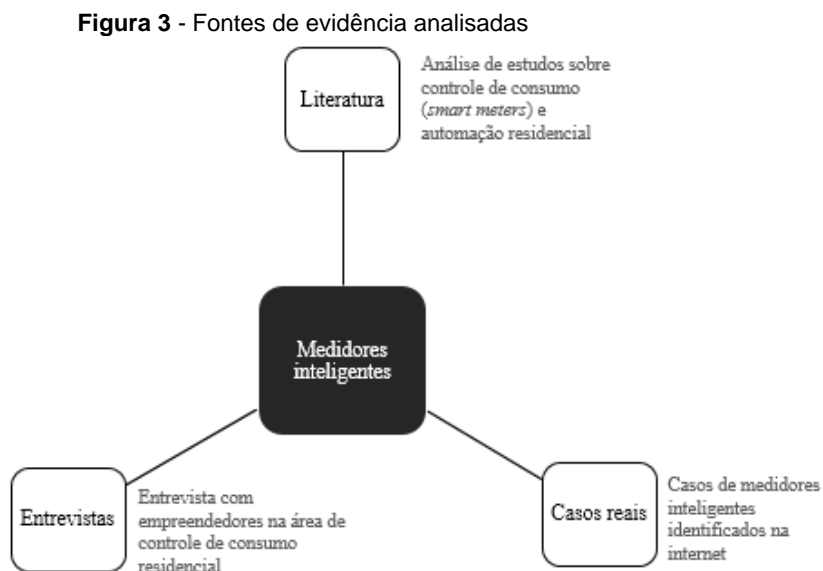 Figura 3 - Fontes de evidência analisadas
Literatura
Análise de estudos sobre
controle de consumo
(smart meters) e
automação residencial
Medidores
inteligentes
Entrevistas
Entrevista com
empreendedores na área de
controle de consumo
residencial
Casos reais
Casos de medidores
inteligentes
identificados na
internet